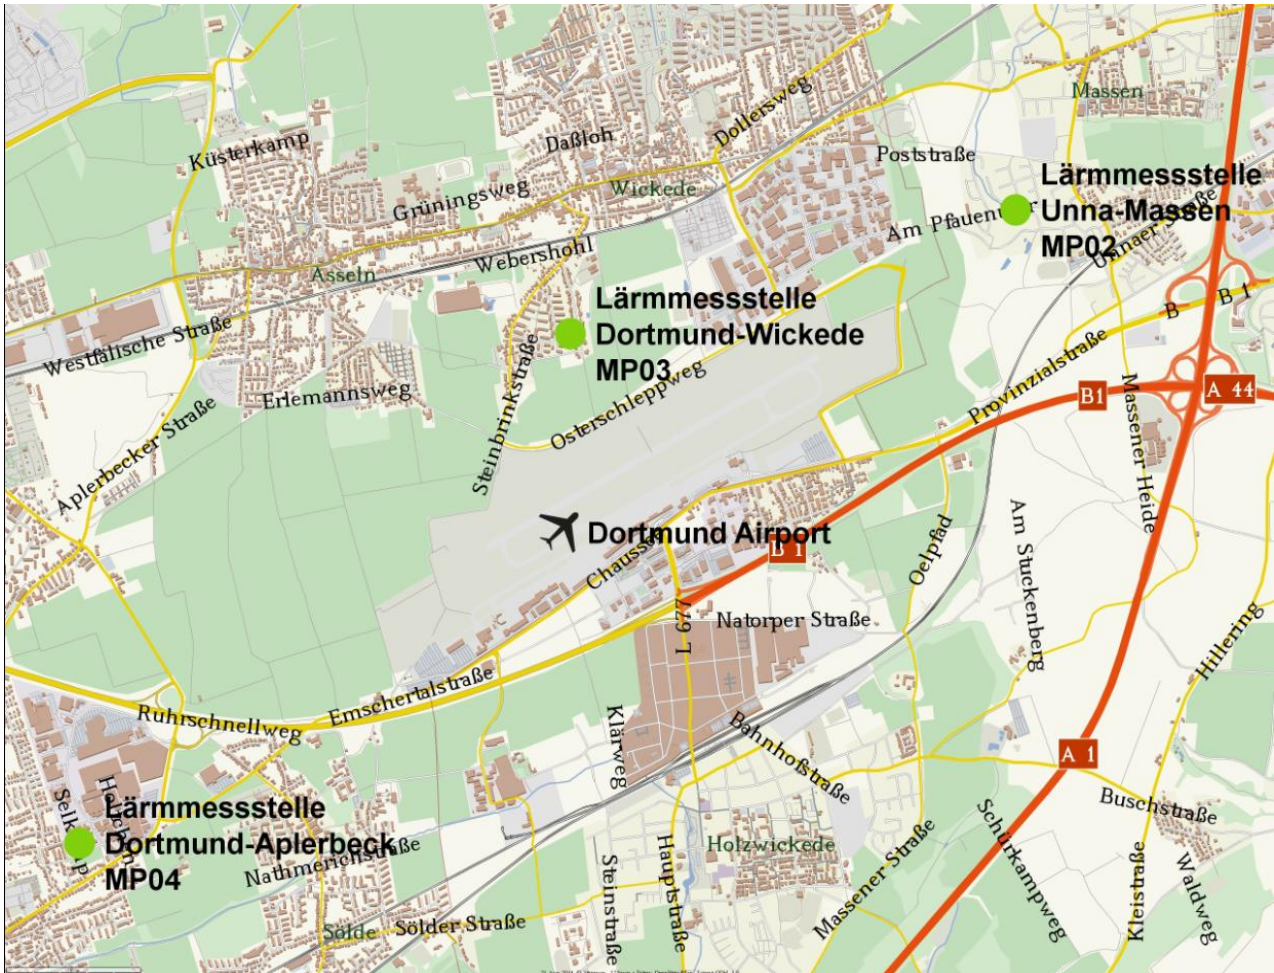 Massen
Küsterkamp
Daßloh
Dollersweg
Poststraße
Grüningsweg
Wickede
Lärmmessstelle
Unna-Massen
MP02
Am Pfauen
Unnaer Straße
Webershohl
Asseln
B 1
B
Lärmmessstelle
Dortmund-Wickede
MP03
Westfälische Straße
Erlemannsweg
Steinbrinkstraße
Osterschleppweg
Provinzialstraße
B1
A 44
Massener Heide
Aplerbecker Straße
Dortmund Airport
Chaussee
B 1
Oelpfad
Am Stuckenberg
L 677
Natorper Straße
Hillering
Emschertalstraße
Ruhrschnellweg
Klärweg
Bahnhofstraße
A 1
Buschstraße
Lärmmessstelle
Dortmund-Aplerbeck
MP04
Nathmerichstraße
Holzwickede
Massener Straße
Schürkampweg
Kleistraße
Waldweg
Steinstraße
Hauptstraße
Sölde
Sölder Straße